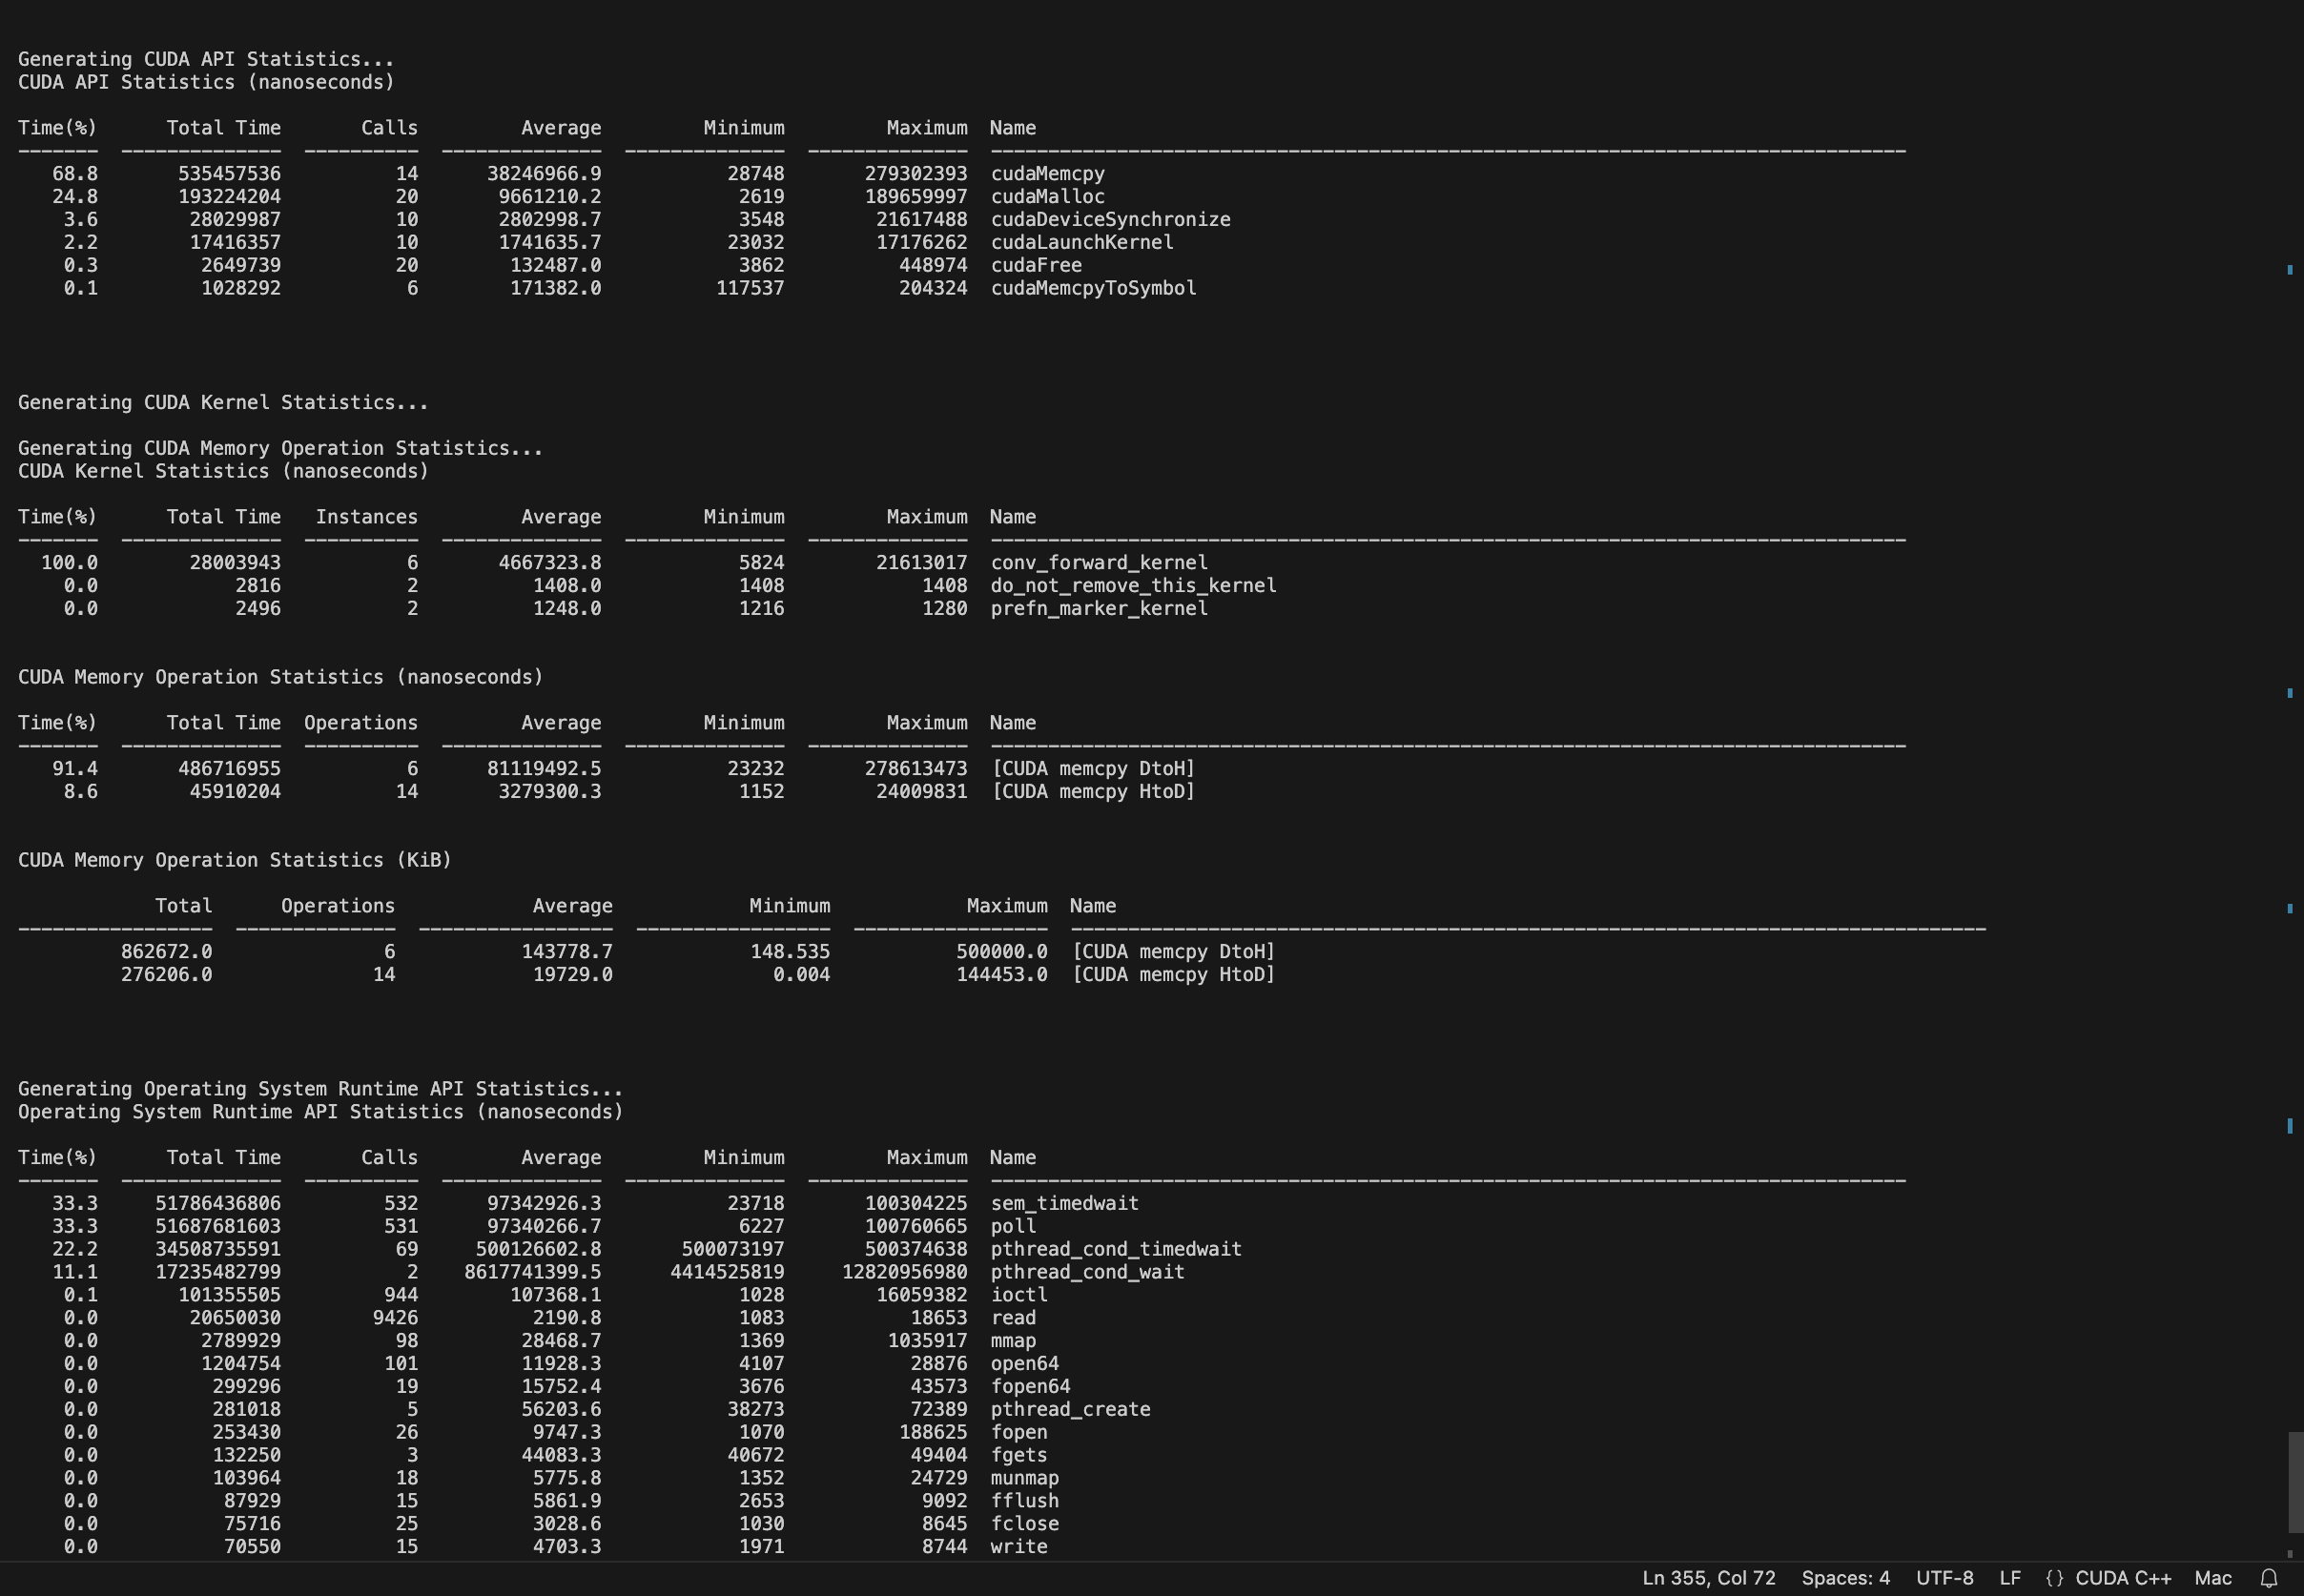 Generating CUDA API Statistics...
CUDA API Statistics (nanoseconds)
Time(%) Total Time Calls Average Minimum Maximum Name
------- -------------- ---------- -------------- -------------- -------------- --------------------------------------------------------------------------------
68.8 535457536 14 38246966.9 28748 279302393 cudaMemcpy
24.8 193224204 20 9661210.2 2619 189659997 cudaMalloc
3.6 28029987 10 2802998.7 3548 21617488 cudaDeviceSynchronize
2.2 17416357 10 1741635.7 23032 17176262 cudaLaunchKernel
0.3 2649739 20 132487.0 3862 448974 cudaFree
0.1 1028292 6 171382.0 117537 204324 cudaMemcpyToSymbol
Generating CUDA Kernel Statistics...
Generating CUDA Memory Operation Statistics...
CUDA Kernel Statistics (nanoseconds)
Time(%) Total Time Instances Average Minimum Maximum Name
------- -------------- ---------- -------------- -------------- -------------- --------------------------------------------------------------------------------
100.0 28003943 6 4667323.8 5824 21613017 conv_forward_kernel
0.0 2816 2 1408.0 1408 1408 do_not_remove_this_kernel
0.0 2496 2 1248.0 1216 1280 prefn_marker_kernel
CUDA Memory Operation Statistics (nanoseconds)
Time(%) Total Time Operations Average Minimum Maximum Name
------- -------------- ---------- -------------- -------------- -------------- --------------------------------------------------------------------------------
91.4 486716955 6 81119492.5 23232 278613473 [CUDA memcpy DtoH]
8.6 45910204 14 3279300.3 1152 24009831 [CUDA memcpy HtoD]
CUDA Memory Operation Statistics (KiB)
Total Operations Average Minimum Maximum Name
----------------- -------------- ----------------- ----------------- ----------------- --------------------------------------------------------------------------------
862672.0 6 143778.7 148.535 500000.0 [CUDA memcpy DtoH]
276206.0 14 19729.0 0.004 144453.0 [CUDA memcpy HtoD]
Generating Operating System Runtime API Statistics...
Operating System Runtime API Statistics (nanoseconds)
Time(%) Total Time Calls Average Minimum Maximum Name
------- -------------- ---------- -------------- -------------- -------------- --------------------------------------------------------------------------------
33.3 51786436806 532 97342926.3 23718 100304225 sem_timedwait
33.3 51687681603 531 97340266.7 6227 100760665 poll
22.2 34508735591 69 500126602.8 500073197 500374638 pthread_cond_timedwait
11.1 17235482799 2 8617741399.5 4414525819 12820956980 pthread_cond_wait
0.1 101355505 944 107368.1 1028 16059382 ioctl
0.0 20650030 9426 2190.8 1083 18653 read
0.0 2789929 98 28468.7 1369 1035917 mmap
0.0 1204754 101 11928.3 4107 28876 open64
0.0 299296 19 15752.4 3676 43573 fopen64
0.0 281018 5 56203.6 38273 72389 pthread_create
0.0 253430 26 9747.3 1070 188625 fopen
0.0 132250 3 44083.3 40672 49404 fgets
0.0 103964 18 5775.8 1352 24729 munmap
0.0 87929 15 5861.9 2653 9092 fflush
0.0 75716 25 3028.6 1030 8645 fclose
0.0 70550 15 4703.3 1971 8744 write
Ln 355, Col 72 Spaces: 4 UTF-8 LF {} CUDA C++ Mac